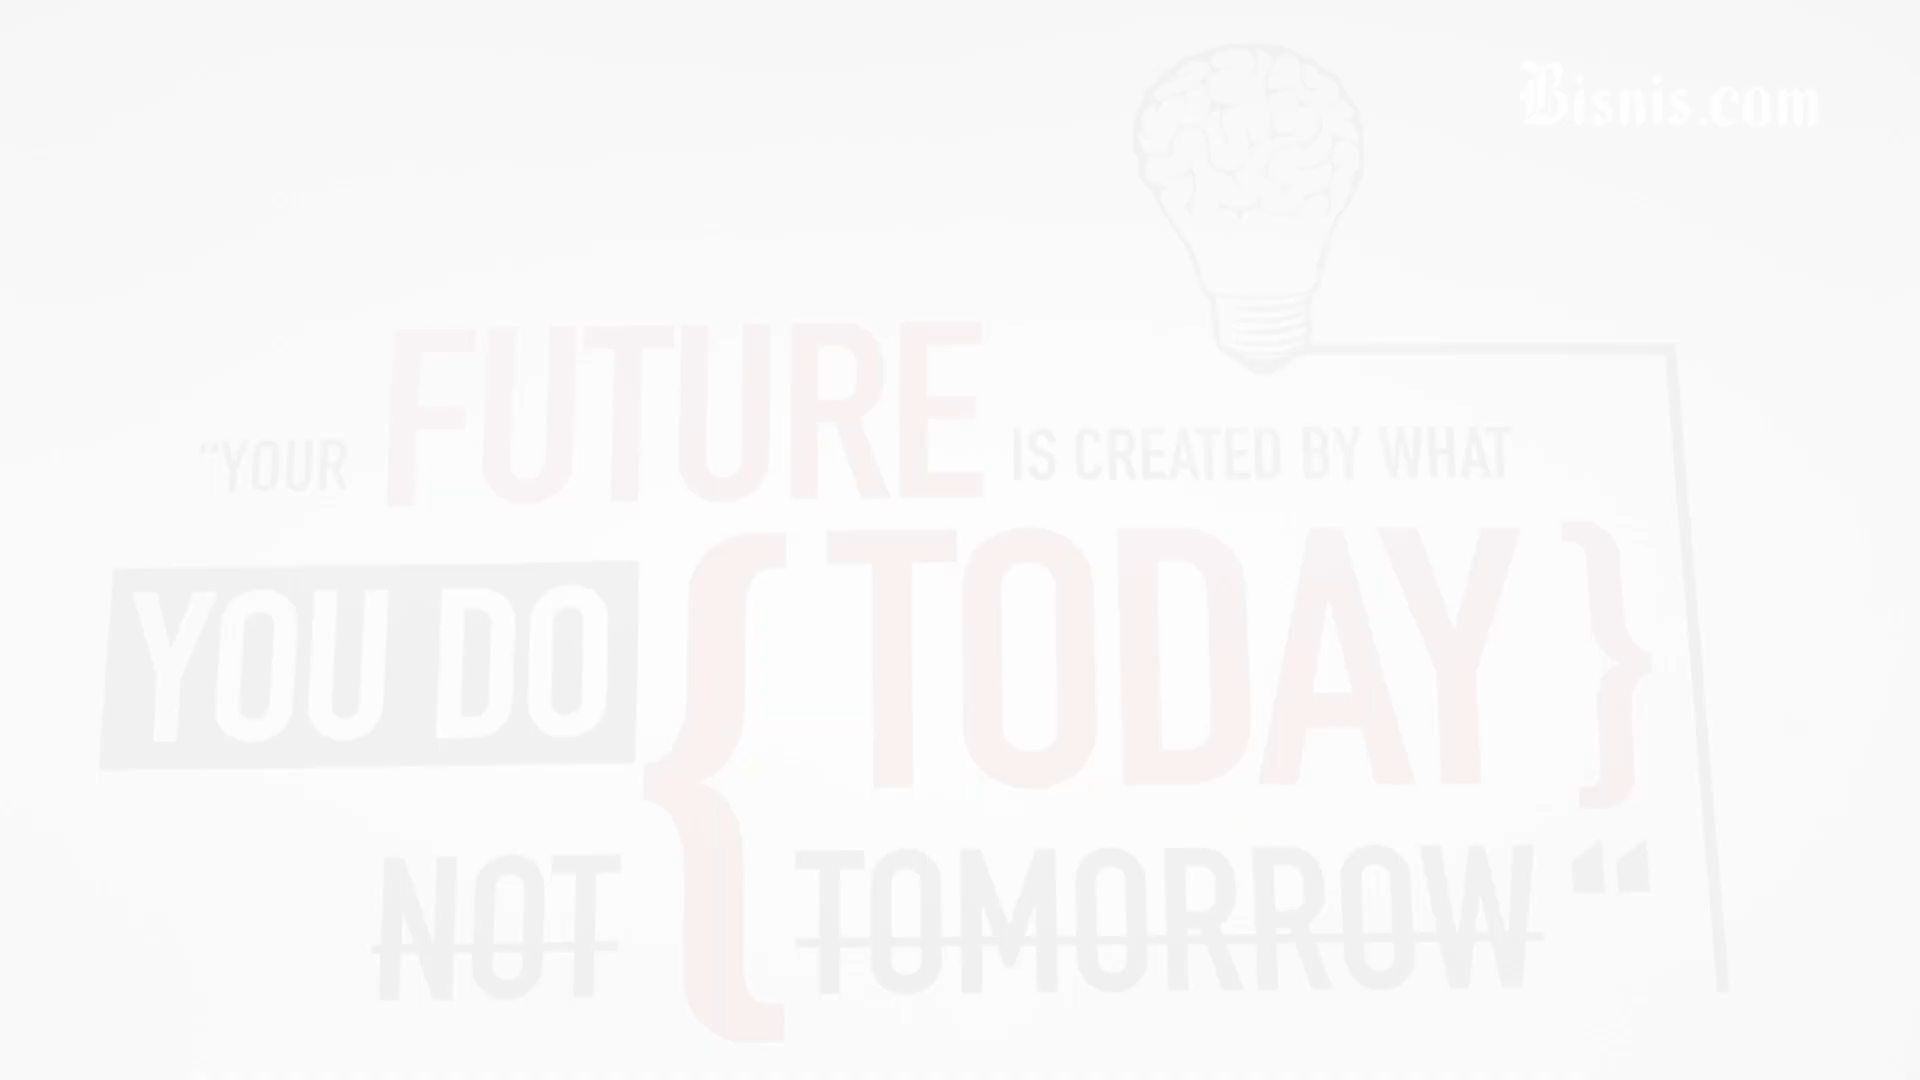 Bisnis.com
“YOUR FUTURE IS CREATED BY WHAT
YOU DO { TODAY }
NOT TOMORROW “